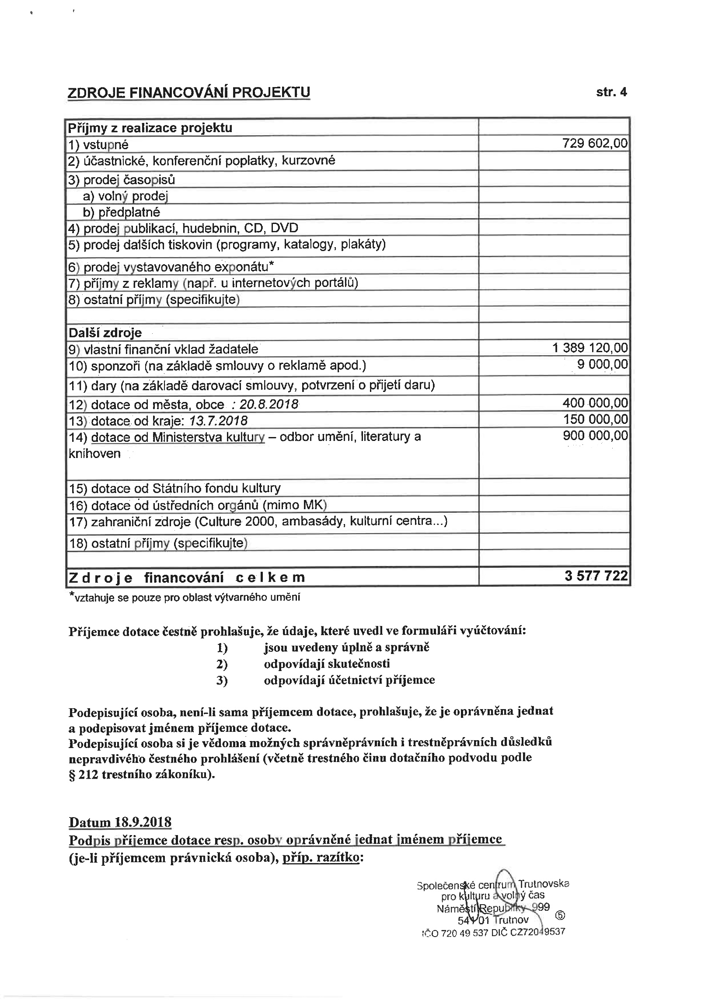 ZDROJE FINANCOVÁNÍ PROJEKTU str. 4
Příjmy z realizace projektu
1) vstupné 729 602,00
2) účastnické, konferenční poplatky, kurzovné
3) prodej časopisů
a) volný prodej
b) předplatné
4) prodej publikací, hudebnin, CD, DVD
5) prodej dalších tiskovin (programy, katalogy, plakáty)
6) prodej vystavovaného exponátu*
7) příjmy z reklamy (např. u internetových portálů)
8) ostatní příjmy (specifikujte)
Další zdroje
9) vlastní finanční vklad žadatele 1 389 120,00
10) sponzoři (na základě smlouvy o reklamě apod.) 9 000,00
11) dary (na základě darovací smlouvy, potvrzení o přijetí daru)
12) dotace od města, obce : 20.8.2018 400 000,00
13) dotace od kraje: 13.7.2018 150 000,00
14) dotace od Ministerstva kultury – odbor umění, literatury a 900 000,00
knihoven
15) dotace od Státního fondu kultury
16) dotace od ústředních orgánů (mimo MK)
17) zahraniční zdroje (Culture 2000, ambasády, kulturní centra...)
18) ostatní příjmy (specifikujte)
Zdroje financování celkem 3 577 722
*vztahuje se pouze pro oblast výtvarného umění
Příjemce dotace čestně prohlašuje, že údaje, které uvedl ve formuláři vyúčtování:
1) jsou uvedeny úplně a správně
2) odpovídají skutečnosti
3) odpovídají účetnictví příjemce
Podepisující osoba, není-li sama příjemcem dotace, prohlašuje, že je oprávněna jednat
a podepisovat jménem příjemce dotace.
Podepisující osoba si je vědoma možných správněprávních i trestněprávních důsledků
nepravdivého čestného prohlášení (včetně trestného činu dotačního podvodu podle
§ 212 trestního zákoníku).
Datum 18.9.2018
Podpis příjemce dotace resp. osoby oprávněné jednat jménem příjemce
(je-li příjemcem právnická osoba), příp. razítko:
Společenské centrum Trutnovska
pro kulturu a volný čas
Náměstí Republiky 999
541 01 Trutnov ⑤
IČO 720 49 537 DIČ CZ72049537